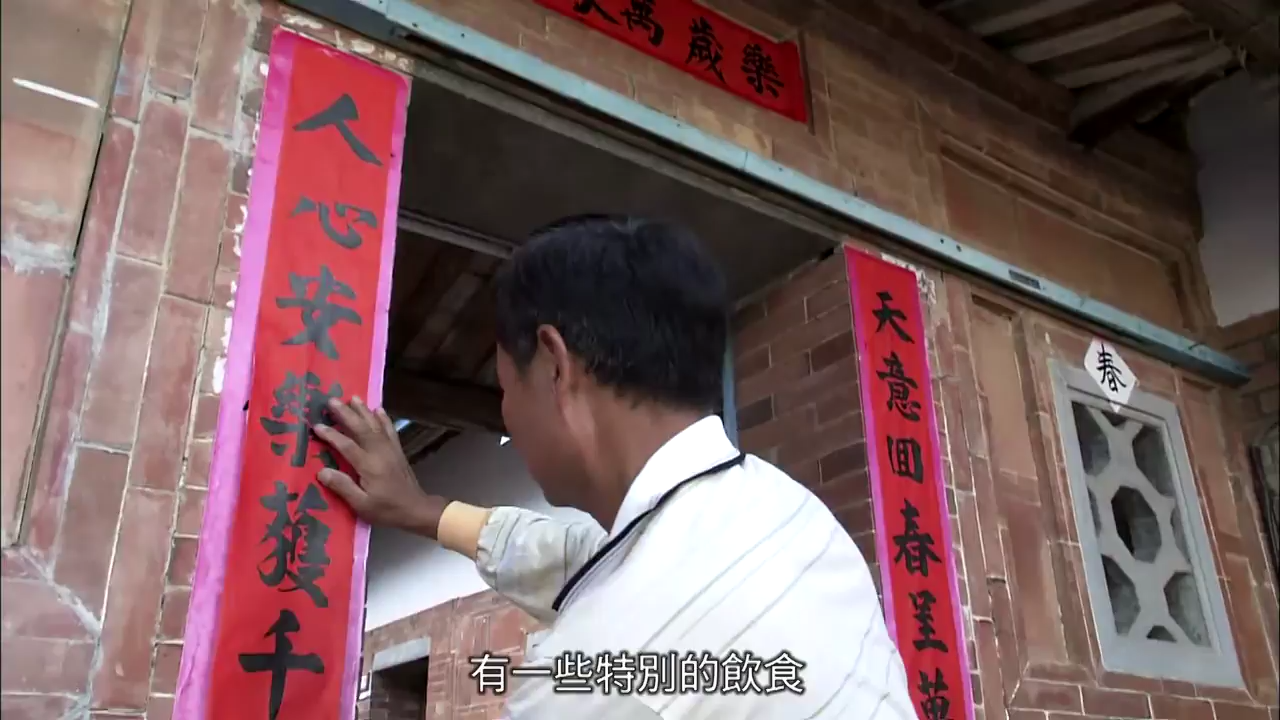 萬歲樂
天意回春呈萬
人心安樂獲千
春
有一些特別的飲食